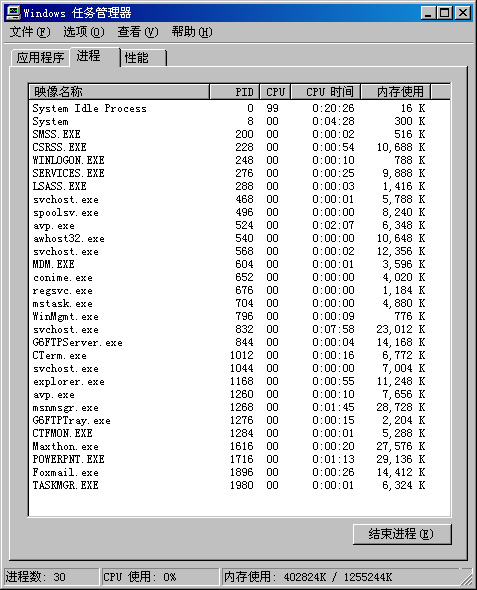 Windows 任务管理器
文件(F) 选项(O) 查看(V) 帮助(H)
应用程序 进程 性能
映像名称 PID CPU CPU 时间 内存使用
System Idle Process 0 99 0:20:26 16 K
System 8 00 0:04:28 300 K
SMSS.EXE 200 00 0:00:02 516 K
CSRSS.EXE 228 00 0:00:54 10,688 K
WINLOGON.EXE 248 00 0:00:10 788 K
SERVICES.EXE 276 00 0:00:25 9,888 K
LSASS.EXE 288 00 0:00:03 1,416 K
svchost.exe 468 00 0:00:01 5,788 K
spoolsv.exe 496 00 0:00:00 8,240 K
avp.exe 524 00 0:02:07 6,348 K
awhost32.exe 540 00 0:00:00 10,648 K
svchost.exe 568 00 0:00:02 12,356 K
MDM.EXE 604 00 0:00:01 3,596 K
conime.exe 652 00 0:00:00 4,020 K
regsvc.exe 676 00 0:00:00 1,184 K
mstask.exe 704 00 0:00:00 4,880 K
WinMgmt.exe 796 00 0:00:09 776 K
svchost.exe 832 00 0:07:58 23,012 K
G6FTPServer.exe 844 00 0:00:04 14,168 K
CTerm.exe 1012 00 0:00:16 6,772 K
svchost.exe 1044 00 0:00:00 7,004 K
explorer.exe 1168 00 0:00:55 11,248 K
avp.exe 1260 00 0:00:10 7,656 K
msnmsgr.exe 1268 00 0:01:45 28,728 K
G6FTPTray.exe 1276 00 0:00:15 2,204 K
CTFMON.EXE 1284 00 0:00:01 5,288 K
Maxthon.exe 1616 00 0:00:20 27,576 K
POWERPNT.EXE 1716 00 0:01:13 29,136 K
Foxmail.exe 1896 00 0:00:26 14,412 K
TASKMGR.EXE 1980 00 0:00:01 6,324 K
结束进程(E)
进程数: 30 CPU 使用: 0% 内存使用: 402824K / 1255244K